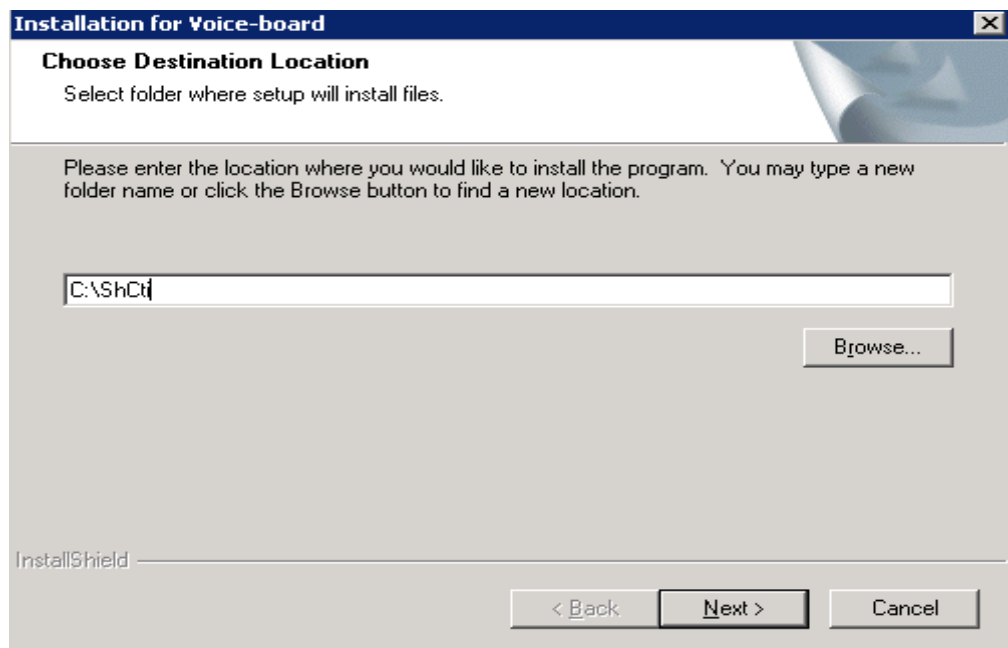 Installation for Voice-board
Choose Destination Location
Select folder where setup will install files.
Please enter the location where you would like to install the program. You may type a new
folder name or click the Browse button to find a new location.
C:\ShCti
Browse...
InstallShield
< Back
Next >
Cancel